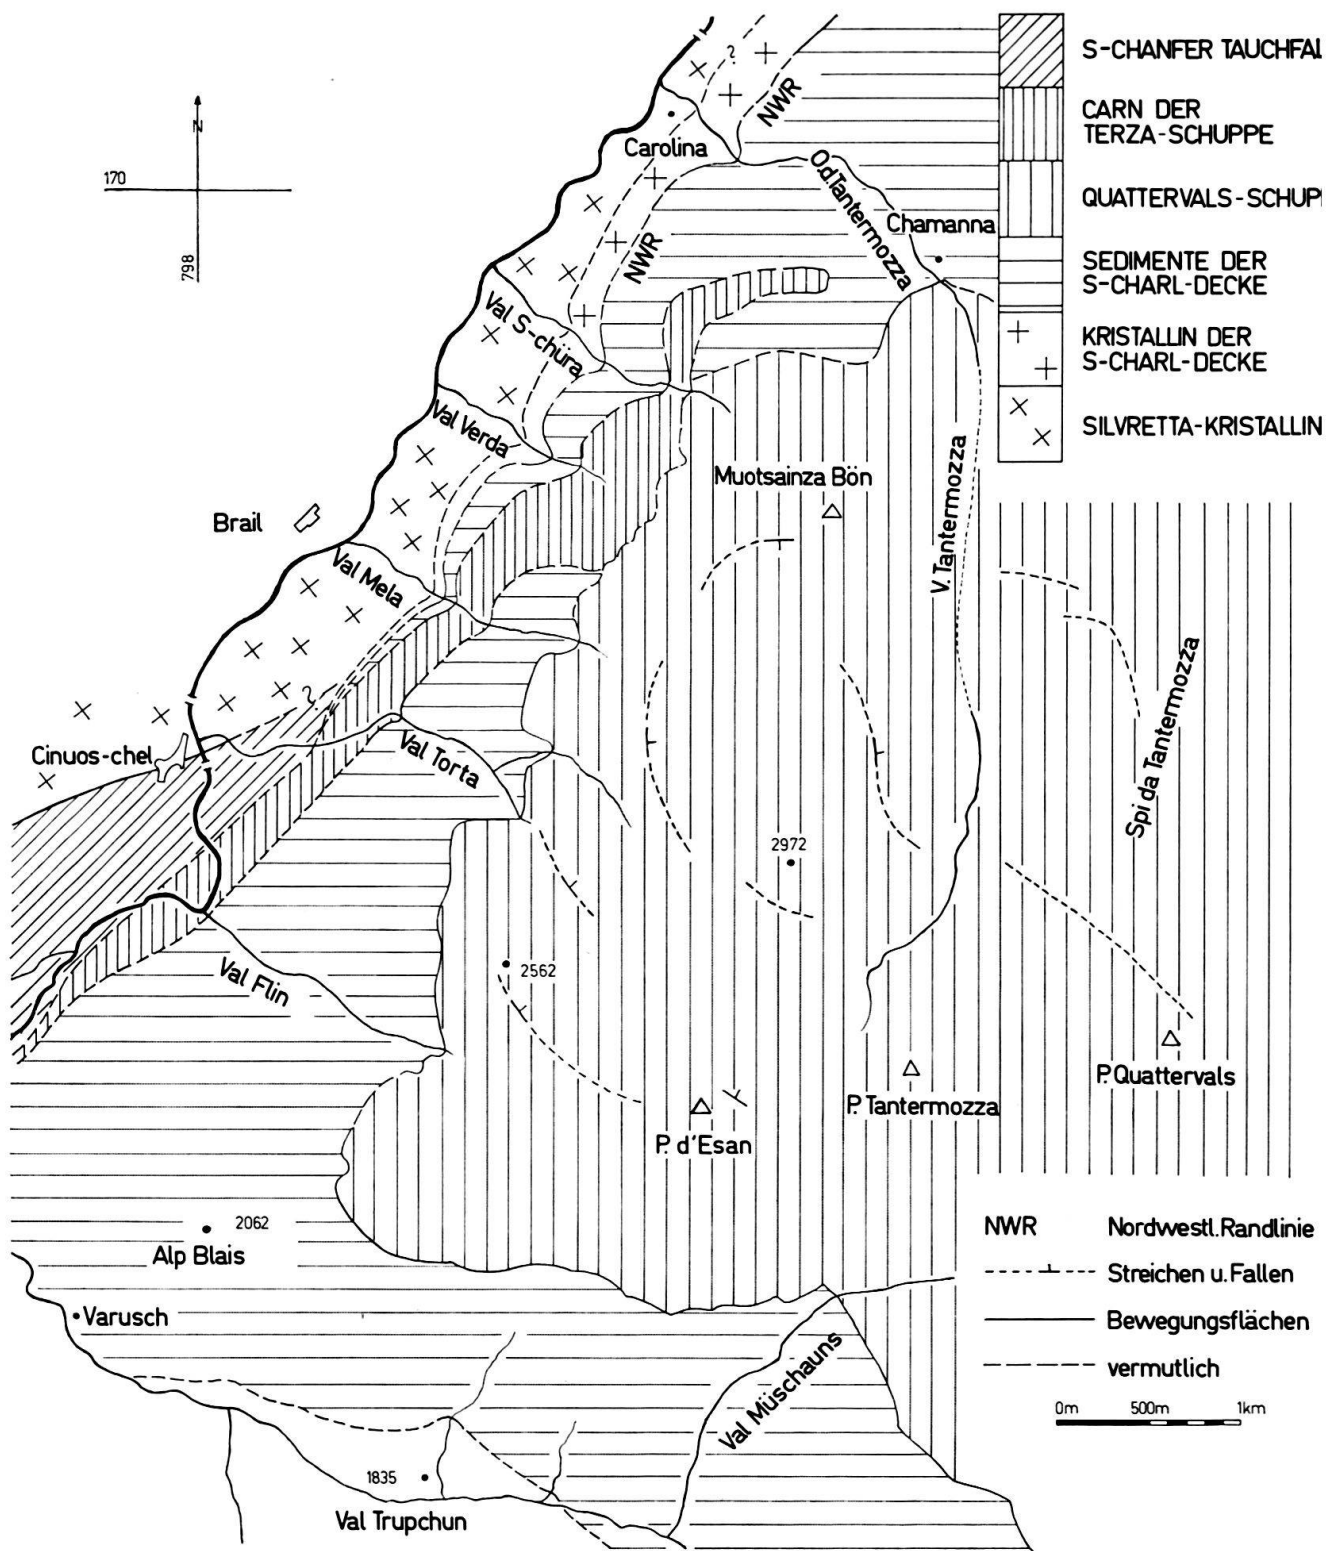 S-CHANFER TAUCHFAL
CARN DER
TERZA-SCHUPPE
QUATTERVALS-SCHUPP
SEDIMENTE DER
S-CHARL-DECKE
KRISTALLIN DER
S-CHARL-DECKE
SILVRETTA-KRISTALLIN
N
170
798
?
NWR
Carolina
O.d.Tantermozza
Chamanna
NWR
Val S-chüra
Val Verda
V. Tantermozza
Muotsainza Bön
Brail
Val Mela
?
Spi da Tantermozza
Cinuos-chel
Val Torta
2972
2562
Val Flin
P. Quattervals
P. Tantermozza
P. d'Esan
2062
Alp Blais
NWR Nordwestl. Randlinie
Streichen u. Fallen
Varusch
Bewegungsflächen
vermutlich
Val Müschauns
0m 500m 1km
1835
Val Trupchun